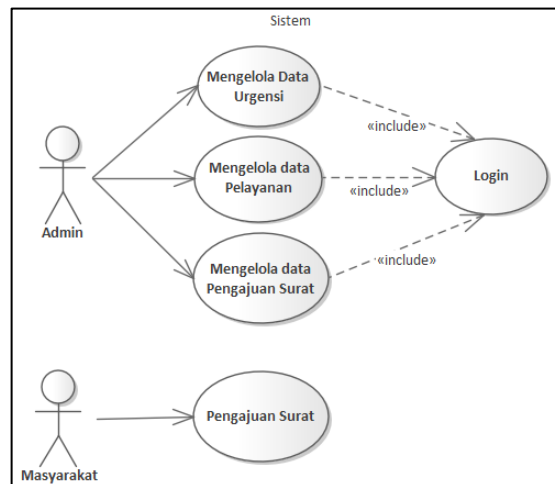 Sistem
Mengelola Data
Urgensi
«include»
Mengelola data
Pelayanan
«include»
Login
Admin
Mengelola data
Pengajuan Surat
«include»
Pengajuan Surat
Masyarakat